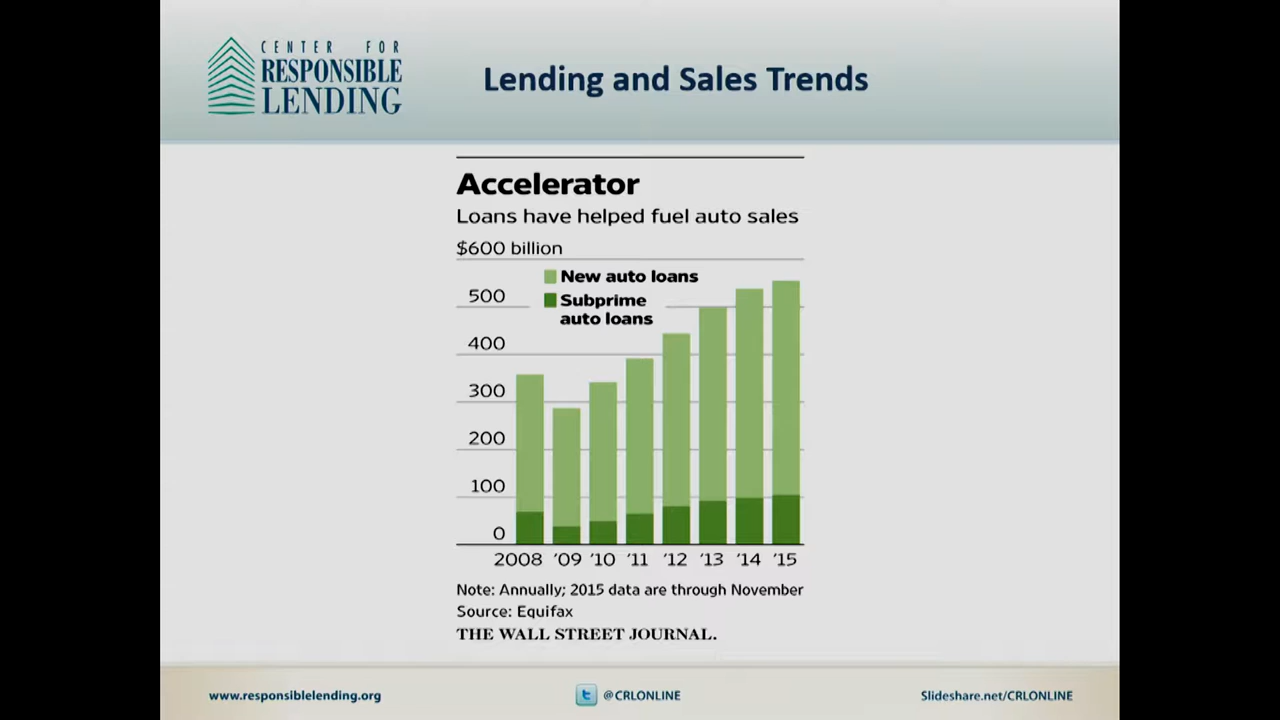 CENTER FOR
RESPONSIBLE
LENDING
Lending and Sales Trends
Accelerator
Loans have helped fuel auto sales
$600 billion
New auto loans
Subprime
auto loans
500
400
300
200
100
0
2008 '09 '10 '11 '12 '13 '14 '15
Note: Annually; 2015 data are through November
Source: Equifax
THE WALL STREET JOURNAL.
www.responsiblelending.org
@CRLONLINE
Slideshare.net/CRLONLINE